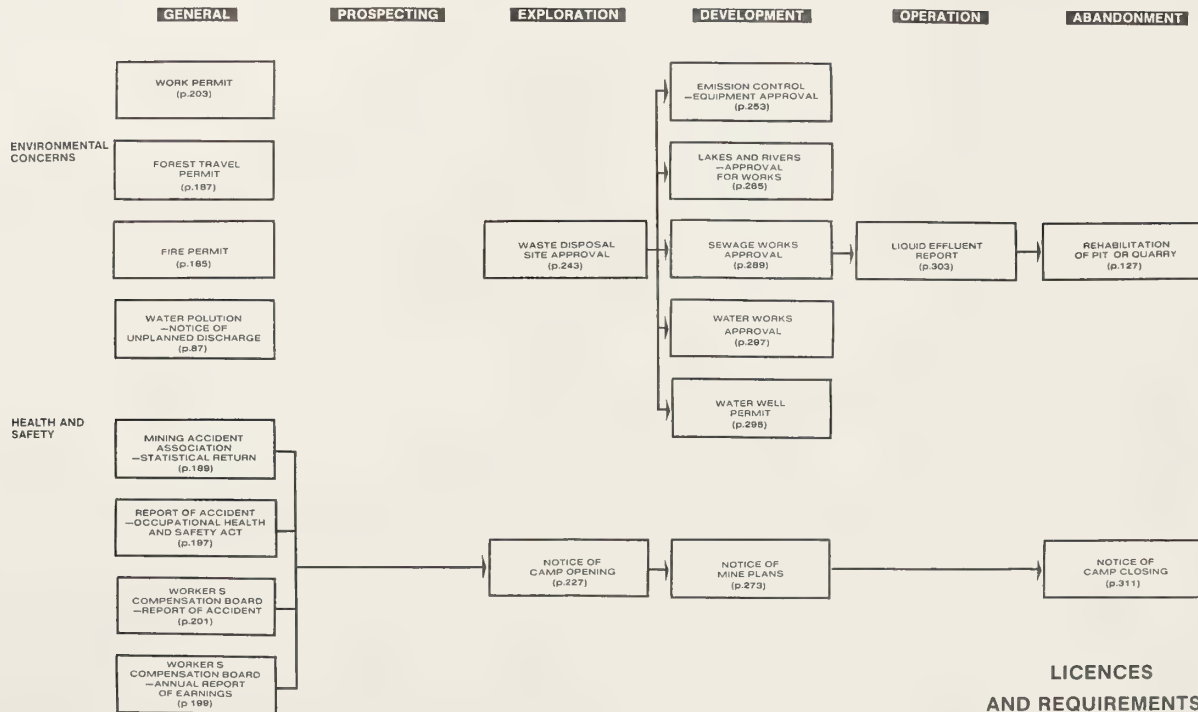 GENERAL
PROSPECTING
EXPLORATION
DEVELOPMENT
OPERATION
ABANDONMENT
ENVIRONMENTAL
CONCERNS
WORK PERMIT
(p.203)
FOREST TRAVEL
PERMIT
(p.187)
FIRE PERMIT
(p.185)
WATER POLUTION
—NOTICE OF
UNPLANNED DISCHARGE
(p.87)
WASTE DISPOSAL
SITE APPROVAL
(p.243)
EMISSION CONTROL
—EQUIPMENT APPROVAL
(p.253)
LAKES AND RIVERS
—APPROVAL
FOR WORKS
(p.265)
SEWAGE WORKS
APPROVAL
(p.289)
WATER WORKS
APPROVAL
(p.297)
WATER WELL
PERMIT
(p.295)
LIQUID EFFLUENT
REPORT
(p.303)
REHABILITATION
OF PIT OR QUARRY
(p.127)
HEALTH AND
SAFETY
MINING ACCIDENT
ASSOCIATION
—STATISTICAL RETURN
(p.189)
REPORT OF ACCIDENT
—OCCUPATIONAL HEALTH
AND SAFETY ACT
(p.197)
WORKER S
COMPENSATION BOARD
—REPORT OF ACCIDENT
(p.201)
WORKER S
COMPENSATION BOARD
—ANNUAL REPORT
OF EARNINGS
(p 199)
NOTICE OF
CAMP OPENING
(p.227)
NOTICE OF
MINE PLANS
(p.273)
NOTICE OF
CAMP CLOSING
(p.311)
LICENCES
AND REQUIREMENTS